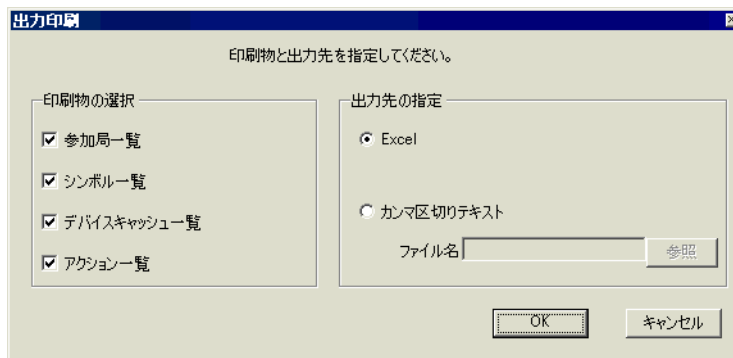 出力印刷
印刷物と出力先を指定してください。
印刷物の選択
参加局一覧
シンボル一覧
デバイスキャッシュ一覧
アクション一覧
出力先の指定
Excel
カンマ区切りテキスト
ファイル名
参照
OK
キャンセル